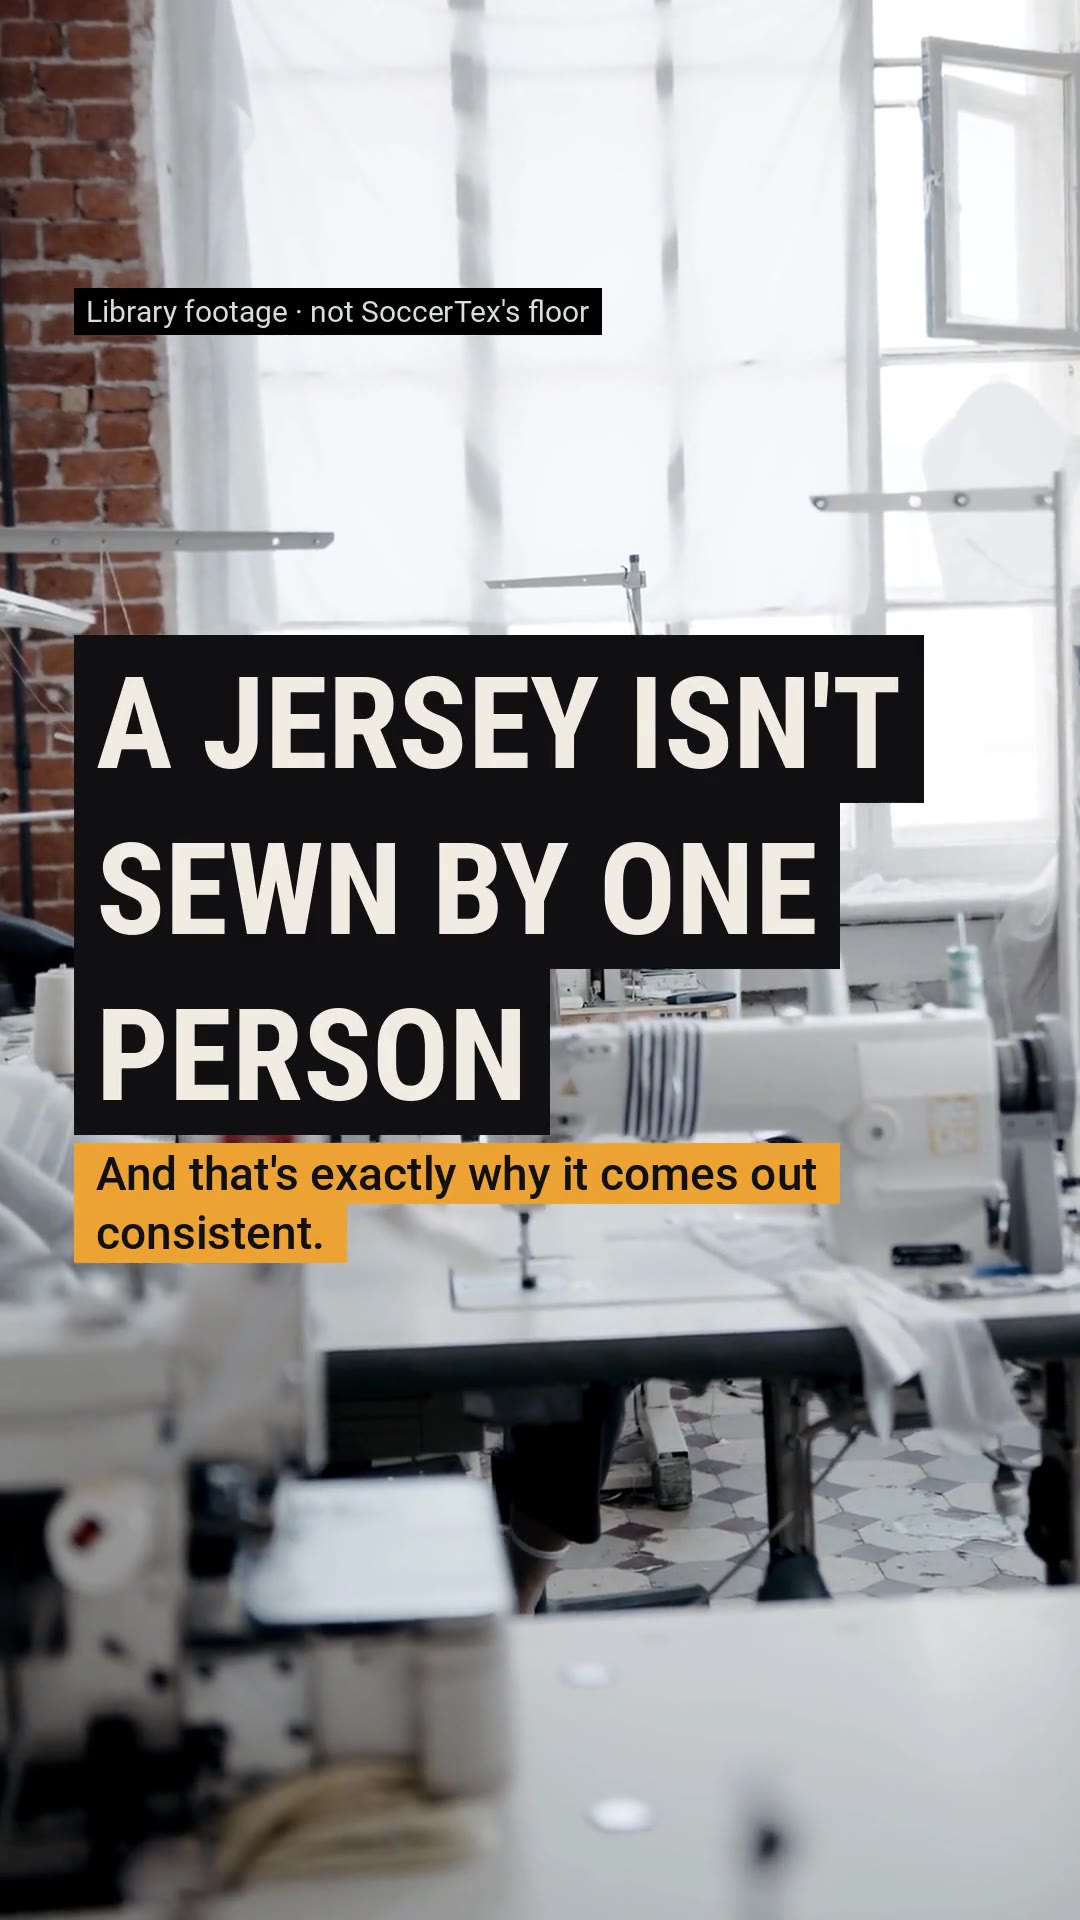 Library footage · not SoccerTex's floor
A JERSEY ISN'T
SEWN BY ONE
PERSON
And that's exactly why it comes out
consistent.